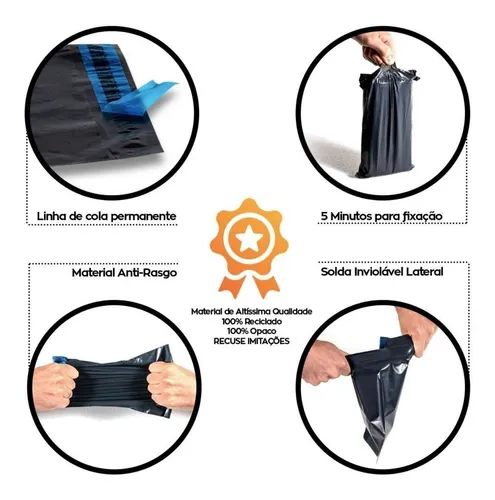 Linha de cola permanente
5 Minutos para fixação
Material Anti-Rasgo
Solda Inviolável Lateral
Material de Altíssima Qualidade
100% Reciclado
100% Opaco
RECUSE IMITAÇÕES